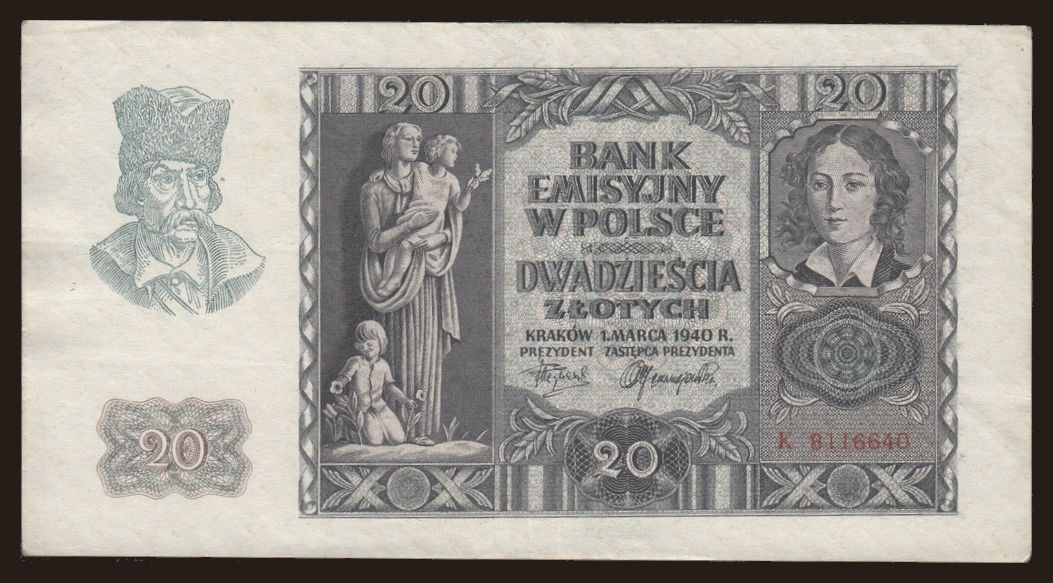 20
20
BANK
EMISYJNY
W POLSCE
DWADZIEŚCIA
ZŁOTYCH
KRAKÓW 1. MARCA 1940 R.
PREZYDENT ZASTĘPCA PREZYDENTA
K 8116640
20
20